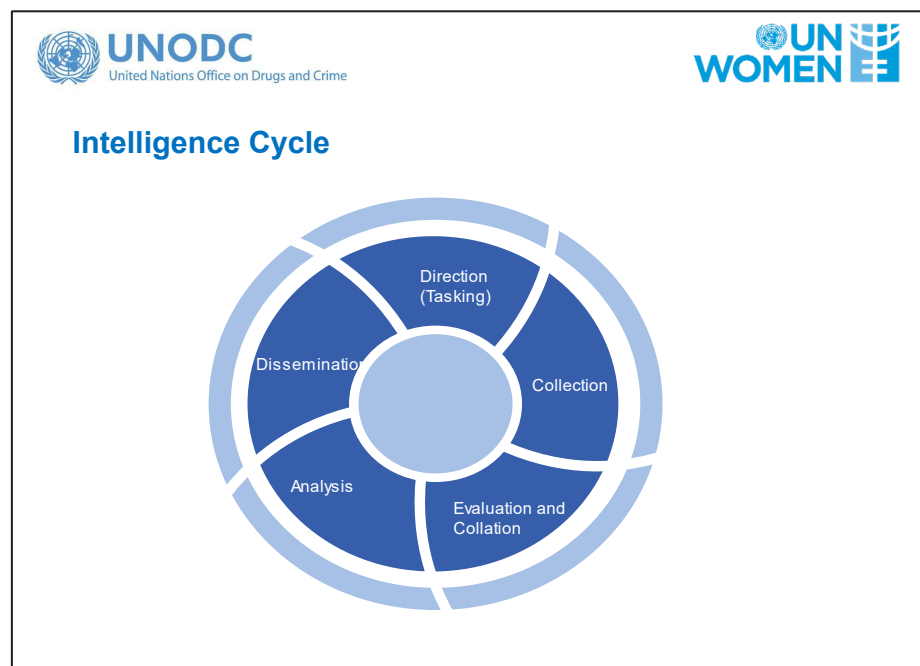 UNODC
United Nations Office on Drugs and Crime
UN
WOMEN
Intelligence Cycle
Direction
(Tasking)
Collection
Evaluation and
Collation
Analysis
Dissemination